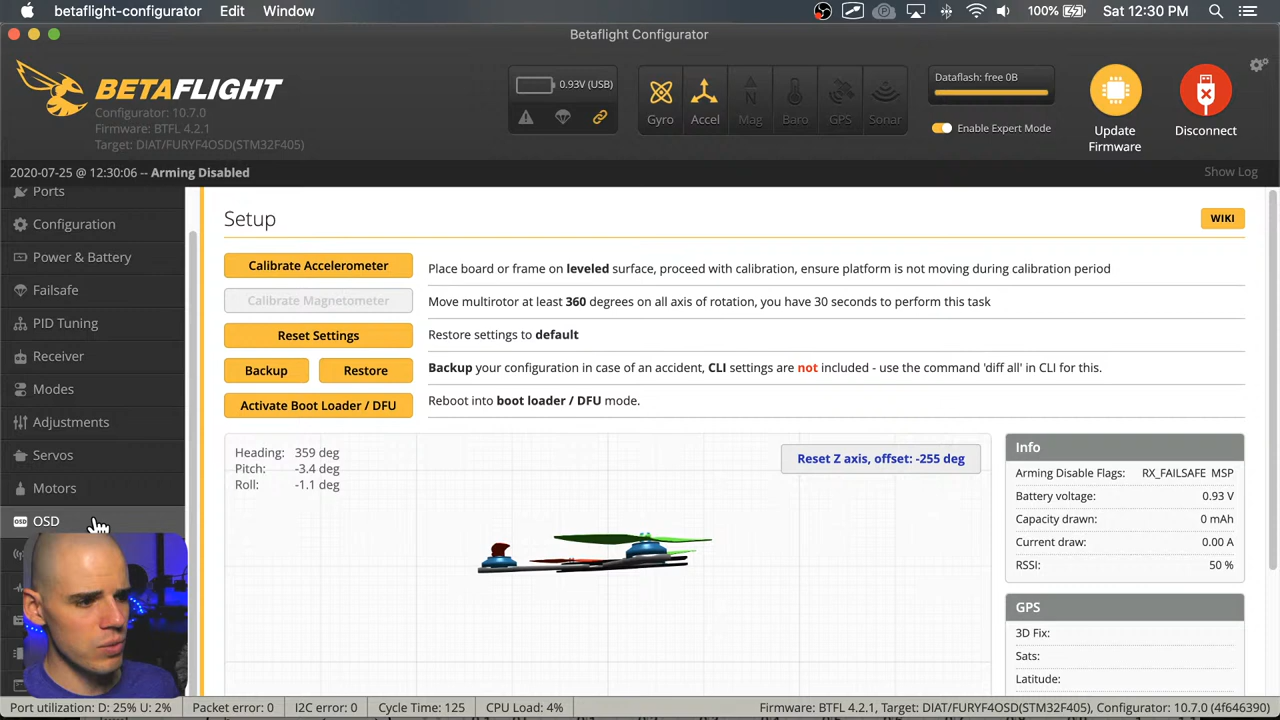 betaflight-configurator Edit Window 100% Sat 12:30 PM
Betaflight Configurator
BETAFLIGHT
Configurator: 10.7.0
Firmware: BTFL 4.2.1
Target: DIAT/FURYF4OSD(STM32F405)
0.93V (USB)
Gyro Accel Mag Baro GPS Sonar
Dataflash: free 0B
Enable Expert Mode
Update Firmware
Disconnect
2020-07-25 @ 12:30:06 -- Arming Disabled
Show Log
Ports
Configuration
Power & Battery
Failsafe
PID Tuning
Receiver
Modes
Adjustments
Servos
Motors
OSD OSD
Setup
WIKI
Calibrate Accelerometer Place board or frame on leveled surface, proceed with calibration, ensure platform is not moving during calibration period
Calibrate Magnetometer Move multirotor at least 360 degrees on all axis of rotation, you have 30 seconds to perform this task
Reset Settings Restore settings to default
Backup Restore Backup your configuration in case of an accident, CLI settings are not included - use the command 'diff all' in CLI for this.
Activate Boot Loader / DFU Reboot into boot loader / DFU mode.
Heading: 359 deg
Pitch: -3.4 deg
Roll: -1.1 deg
Reset Z axis, offset: -255 deg
Info
Arming Disable Flags: RX_FAILSAFE MSP
Battery voltage: 0.93 V
Capacity drawn: 0 mAh
Current draw: 0.00 A
RSSI: 50 %
GPS
3D Fix:
Sats:
Latitude:
Port utilization: D: 25% U: 2% Packet error: 0 I2C error: 0 Cycle Time: 125 CPU Load: 4% Firmware: BTFL 4.2.1, Target: DIAT/FURYF4OSD(STM32F405), Configurator: 10.7.0 (4f646390)